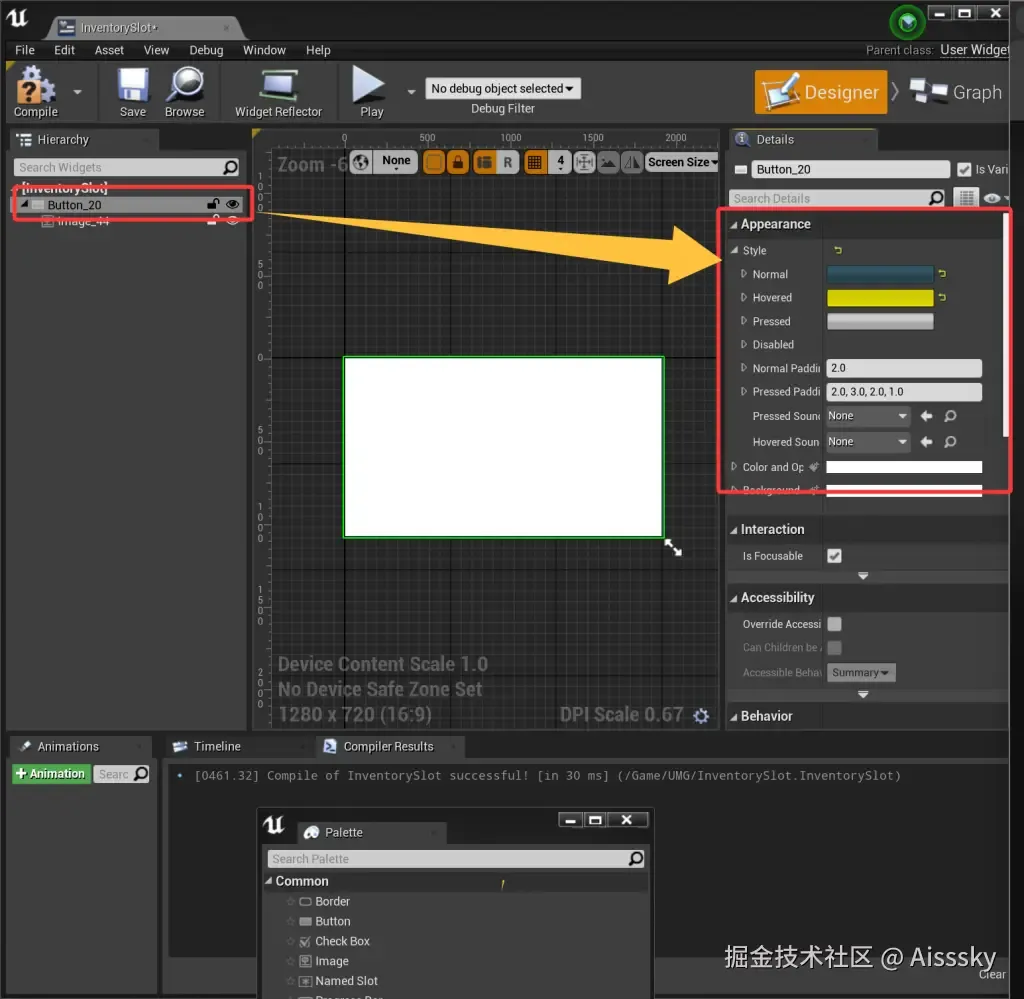 InventorySlot*
File Edit Asset View Debug Window Help
Parent class: User Widget
Compile
Save
Browse
Widget Reflector
Play
No debug object selected
Debug Filter
Designer
Graph
Hierarchy
Search Widgets
[InventorySlot]
Button_20
Image_44
0 500 1000 1500 2000
Zoom -6
None
R
4
Screen Size
Device Content Scale 1.0
No Device Safe Zone Set
1280 x 720 (16:9)
DPI Scale 0.67
Details
Button_20
Is Vari
Search Details
Appearance
Style
Normal
Hovered
Pressed
Disabled
Normal Paddi 2.0
Pressed Paddi 2.0, 3.0, 2.0, 1.0
Pressed Soun None
Hovered Soun None
Color and Op
Background
Interaction
Is Focusable
Accessibility
Override Accessi
Can Children be
Accessible Behav Summary
Behavior
Animations
+ Animation
Searc
Timeline
Compiler Results
• [0461.32] Compile of InventorySlot successful! [in 30 ms] (/Game/UMG/InventorySlot.InventorySlot)
Palette
Search Palette
Common
Border
Button
Check Box
Image
Named Slot
掘金技术社区 @ Aisssky
Clear